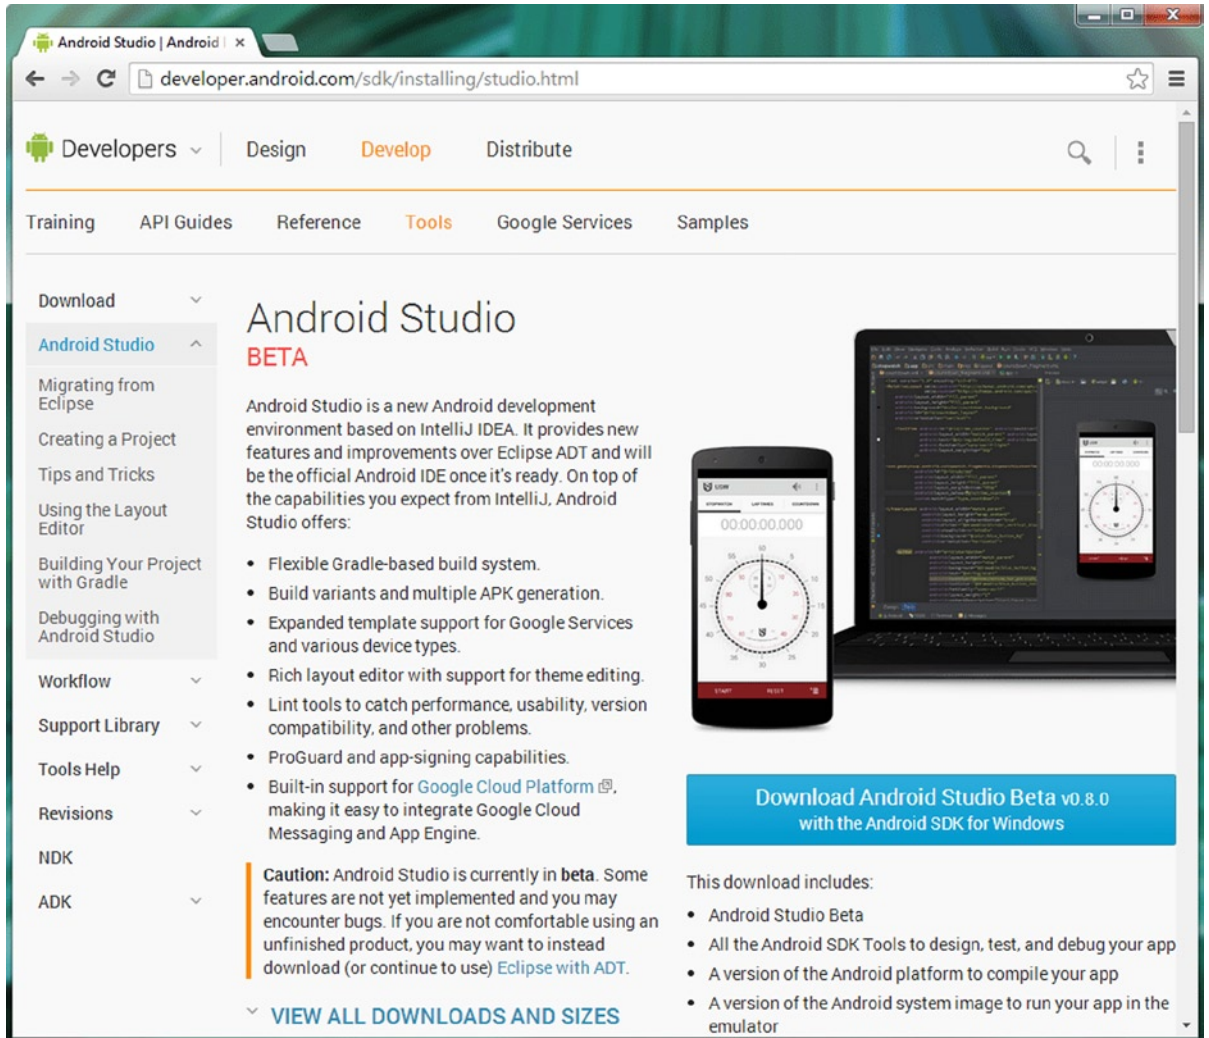 Android Studio | Android
developer.android.com/sdk/installing/studio.html
Developers Design Develop Distribute
Training API Guides Reference Tools Google Services Samples
Download
Android Studio
Migrating from
Eclipse
Creating a Project
Tips and Tricks
Using the Layout
Editor
Building Your Project
with Gradle
Debugging with
Android Studio
Workflow
Support Library
Tools Help
Revisions
NDK
ADK
Android Studio
BETA
Android Studio is a new Android development
environment based on IntelliJ IDEA. It provides new
features and improvements over Eclipse ADT and will
be the official Android IDE once it's ready. On top of
the capabilities you expect from IntelliJ, Android
Studio offers:
• Flexible Gradle-based build system.
• Build variants and multiple APK generation.
• Expanded template support for Google Services
and various device types.
• Rich layout editor with support for theme editing.
• Lint tools to catch performance, usability, version
compatibility, and other problems.
• ProGuard and app-signing capabilities.
• Built-in support for Google Cloud Platform,
making it easy to integrate Google Cloud
Messaging and App Engine.
Caution: Android Studio is currently in beta. Some
features are not yet implemented and you may
encounter bugs. If you are not comfortable using an
unfinished product, you may want to instead
download (or continue to use) Eclipse with ADT.
VIEW ALL DOWNLOADS AND SIZES
00:00:00.000
START RESET
Download Android Studio Beta v0.8.0
with the Android SDK for Windows
This download includes:
• Android Studio Beta
• All the Android SDK Tools to design, test, and debug your app
• A version of the Android platform to compile your app
• A version of the Android system image to run your app in the
emulator